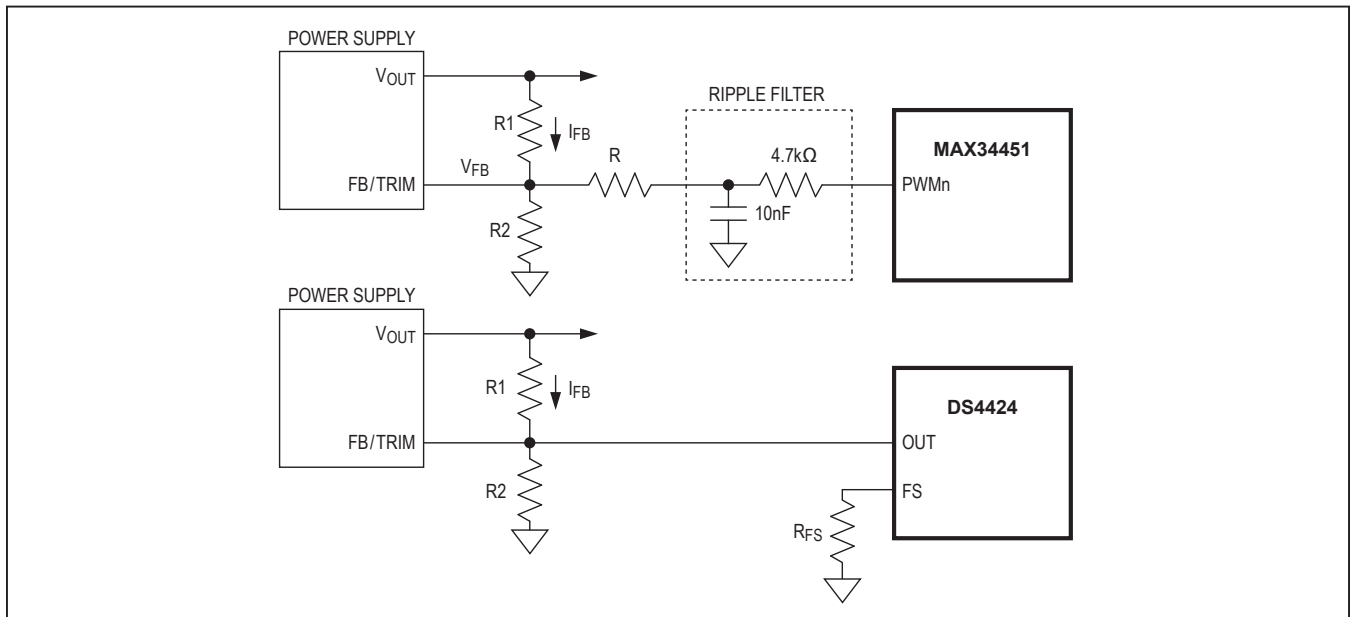 POWER SUPPLY
VOUT
RIPPLE FILTER
R1
IFB
4.7kΩ
MAX34451
VFB
R
FB/TRIM
PWMn
10nF
R2
POWER SUPPLY
VOUT
R1
IFB
DS4424
FB/TRIM
OUT
R2
FS
RFS